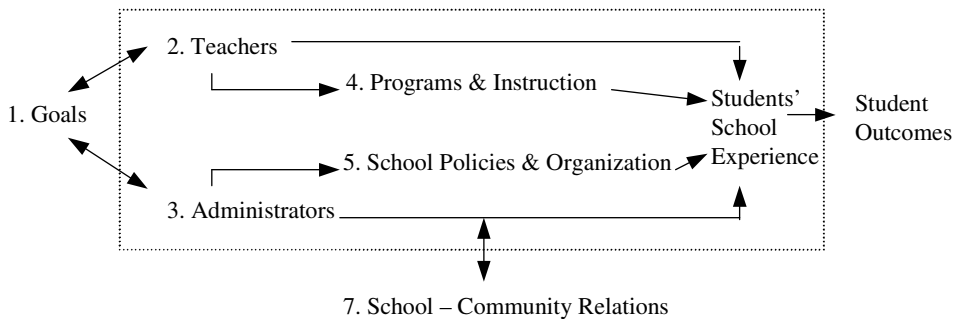 2. Teachers
4. Programs & Instruction
1. Goals
Students’
School
Experience
Student
Outcomes
5. School Policies & Organization
3. Administrators
7. School – Community Relations